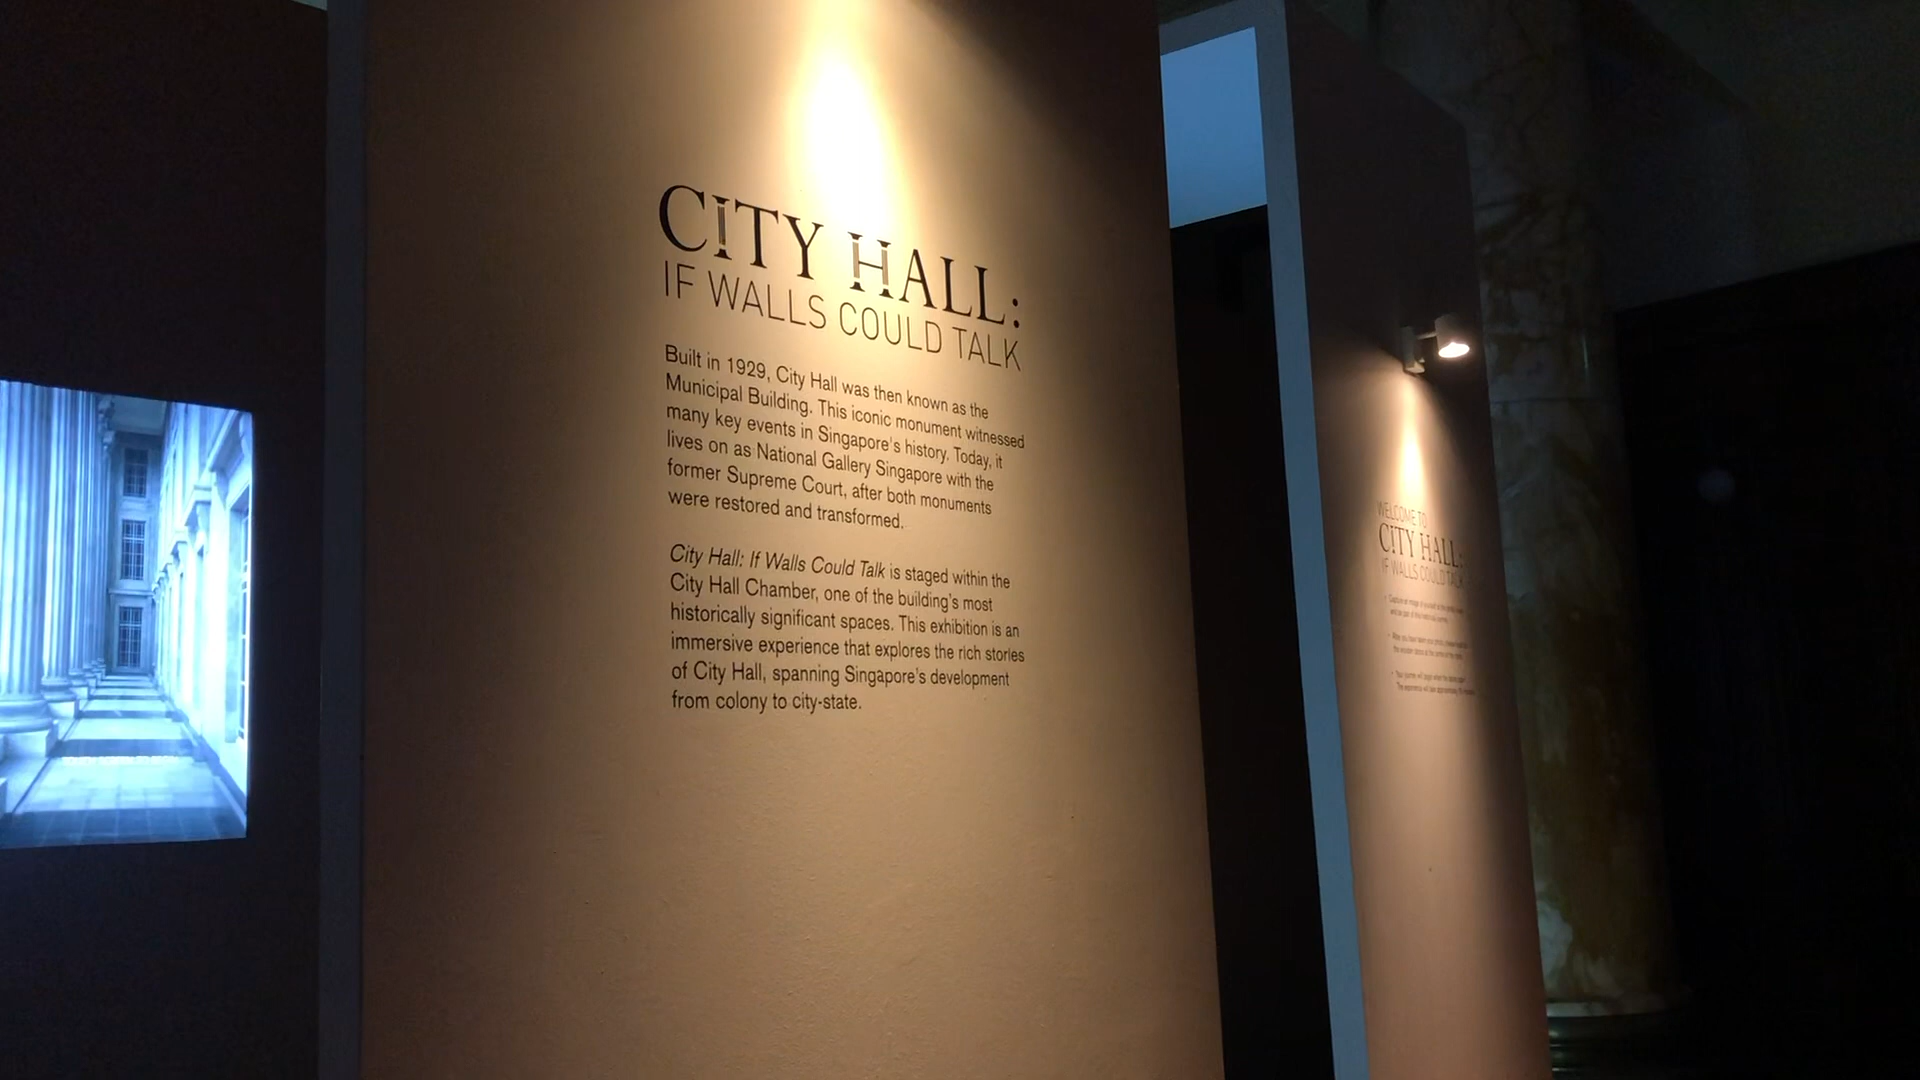 CITY HALL:
IF WALLS COULD TALK
Built in 1929, City Hall was then known as the
Municipal Building. This iconic monument witnessed
many key events in Singapore's history. Today, it
lives on as National Gallery Singapore with the
former Supreme Court, after both monuments
were restored and transformed.
City Hall: If Walls Could Talk is staged within the
City Hall Chamber, one of the building's most
historically significant spaces. This exhibition is an
immersive experience that explores the rich stories
of City Hall, spanning Singapore's development
from colony to city-state.
TOUCH SCREEN TO BEGIN
WELCOME TO
CITY HALL:
IF WALLS COULD TALK